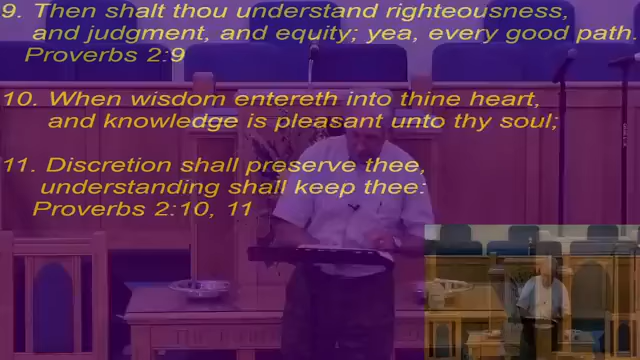 9. Then shalt thou understand righteousness,
and judgment, and equity; yea, every good path.
Proverbs 2:9
10. When wisdom entereth into thine heart,
and knowledge is pleasant unto thy soul;
11. Discretion shall preserve thee,
understanding shall keep thee:
Proverbs 2:10, 11